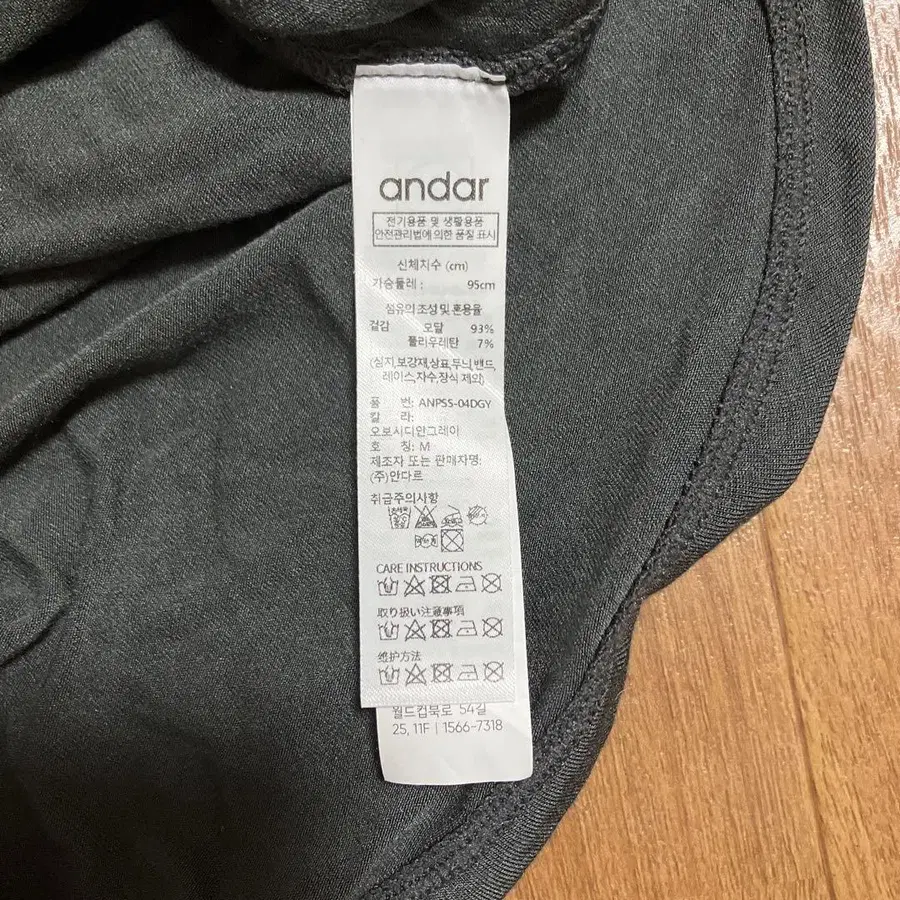 andar
전기용품 및 생활용품
안전관리법에 의한 품질 표시
신체치수 (cm)
가슴둘레 : 95cm
섬유의 조성 및 혼용율
겉감 모달 93%
폴리우레탄 7%
(심지,보강재,상표,무늬,밴드,
레이스,자수,장식 제외)
품 번: ANPSS-04DGY
칼 라:
오보시디안그레이
호 칭: M
제조자 또는 판매자명:
(주)안다르
취급주의사항
CARE INSTRUCTIONS
取り扱い注意事項
维护方法
월드컵북로 54길
25, 11F | 1566-7318